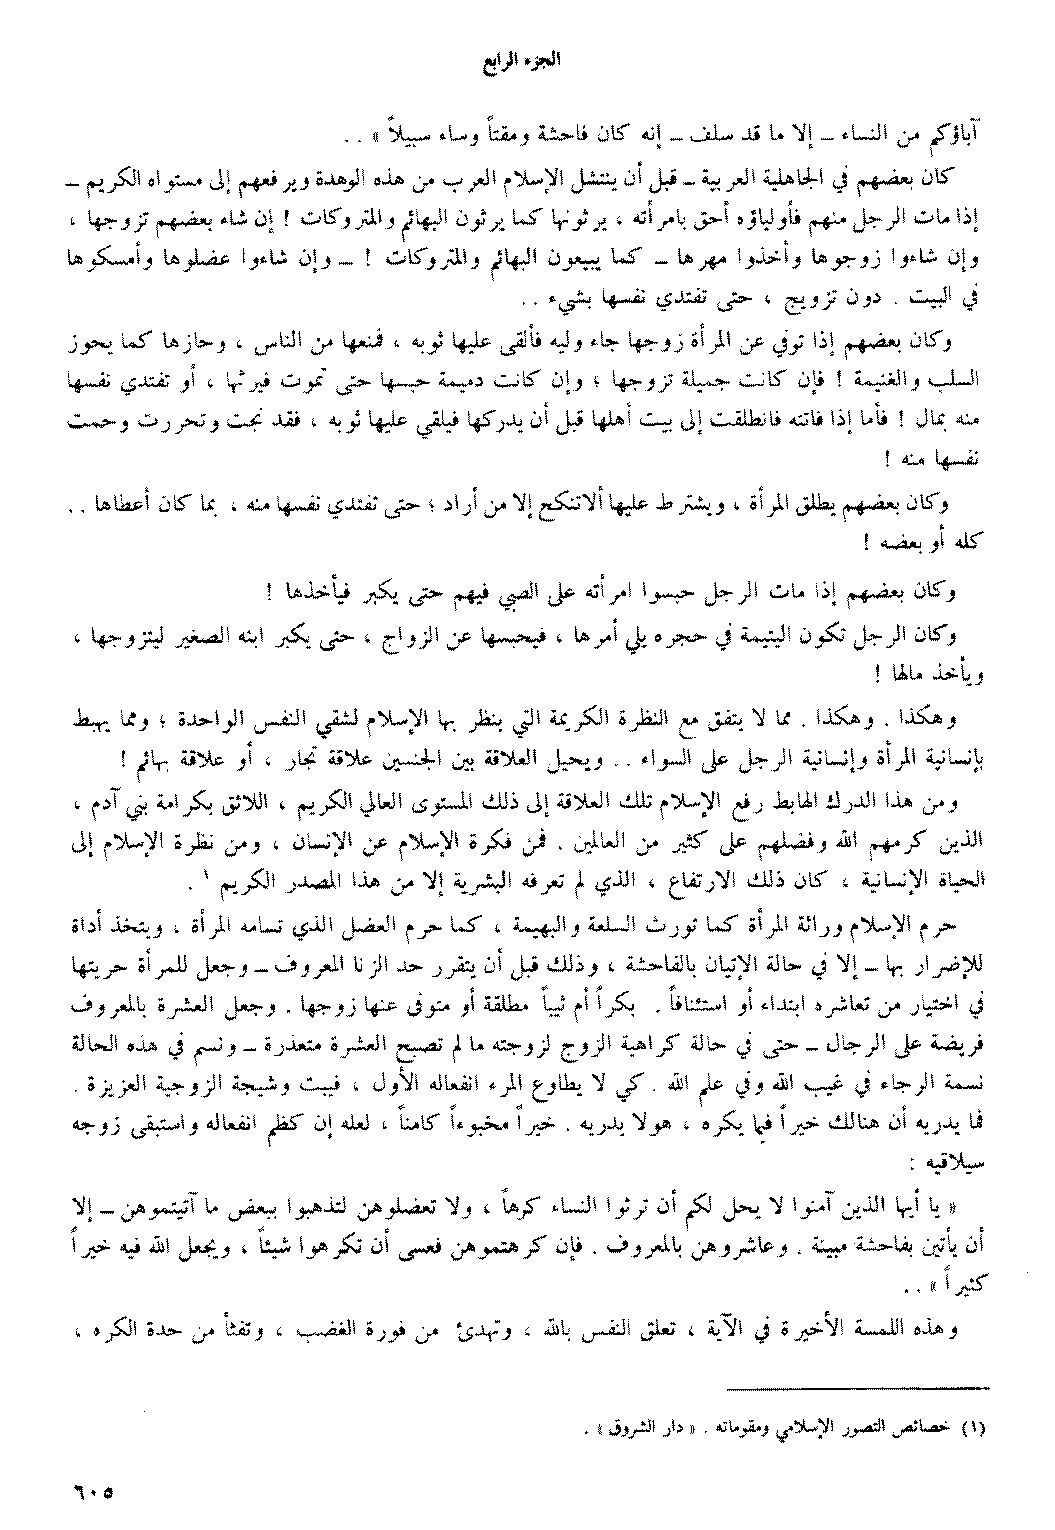 الجزء الرابع
آباؤكم من النساء – إلا ما قد سلف – إنه كان فاحشة ومقتاً وساء سبيلاً » . .
كان بعضهم في الجاهلية العربية – قبل أن ينتشل الإسلام العرب من هذه الوهدة ويرفعهم إلى مستواه الكريم –
إذا مات الرجل منهم فأولياؤه أحق بامرأته ، يرثونها كما يرثون البهائم والمتروكات ! إن شاء بعضهم تزوجها ،
وإن شاءوا زوجوها وأخذوا مهرها – كما يبيعون البهائم والمتروكات ! – وإن شاءوا عضلوها وأمسكوها
في البيت . دون تزويج ، حتى تفتدي نفسها بشيء . .
وكان بعضهم إذا توفي عن المرأة زوجها جاء وليه فألقى عليها ثوبه ، فمنعها من الناس ، وحازها كما يحوز
السلب والغنيمة ! فإن كانت جميلة تزوجها ؛ وإن كانت دميمة حبسها حتى تموت فيرثها ، أو تفتدي نفسها
منه بمال ! فأما إذا فاتته فانطلقت إلى بيت أهلها قبل أن يدركها فيلقي عليها ثوبه ، فقد نجت وتحررت وحمت
نفسها منه !
وكان بعضهم يطلق المرأة ، ويشترط عليها ألا تنكح إلا من أراد ؛ حتى تفتدي نفسها منه ، بما كان أعطاها . .
كله أو بعضه !
وكان بعضهم إذا مات الرجل حبسوا امرأته على الصبي فيهم حتى يكبر فيأخذها !
وكان الرجل تكون اليتيمة في حجره يلي أمرها ، فيحبسها عن الزواج ، حتى يكبر ابنه الصغير ليتزوجها ،
ويأخذ مالها !
وهكذا . وهكذا . مما لا يتفق مع النظرة الكريمة التي ينظر بها الإسلام لشقي النفس الواحدة ؛ ومما يهبط
بإنسانية المرأة وإنسانية الرجل على السواء . . ويحيل العلاقة بين الجنسين علاقة تجار ، أو علاقة بهائم !
ومن هذا الدرك الهابط رفع الإسلام تلك العلاقة إلى ذلك المستوى العالي الكريم ، اللائق بكرامة بني آدم ،
الذين كرمهم الله وفضلهم على كثير من العالمين . فمن فكرة الإسلام عن الإنسان ، ومن نظرة الإسلام إلى
الحياة الإنسانية ، كان ذلك الارتفاع ، الذي لم تعرفه البشرية إلا من هذا المصدر الكريم ١ .
حرم الإسلام وراثة المرأة كما تورث السلعة والبهيمة ، كما حرم العضل الذي تسامه المرأة ، ويتخذ أداة
للإضرار بها – إلا في حالة الإتيان بالفاحشة ، وذلك قبل أن يتقرر حد الزنا المعروف – وجعل للمرأة حريتها
في اختيار من تعاشره ابتداء أو استئنافاً . بكراً أم ثيباً مطلقة أو متوفى عنها زوجها . وجعل العشرة بالمعروف
فريضة على الرجال – حتى في حالة كراهية الزوج لزوجته ما لم تصبح العشرة متعذرة – ونسم في هذه الحالة
نسمة الرجاء في غيب الله وفي علم الله . كي لا يطاوع المرء انفعاله الأول ، فيبت وشيجة الزوجية العزيزة .
فما يدريه أن هنالك خيراً فيما يكره ، هو لا يدريه . خيراً مخبوءاً كامناً ، لعله إن كظم انفعاله واستبقى زوجه
سيلاقيه :
« يا أيها الذين آمنوا لا يحل لكم أن ترثوا النساء كرهاً ، ولا تعضلوهن لتذهبوا ببعض ما آتيتموهن – إلا
أن يأتين بفاحشة مبينة . وعاشروهن بالمعروف . فإن كرهتموهن فعسى أن تكرهوا شيئاً ، ويجعل الله فيه خيراً
كثيراً » . .
وهذه اللمسة الأخيرة في الآية ، تعلق النفس بالله ، وتهدئ من فورة الغضب ، وتفثأ من حدة الكره ،
(١) خصائص التصور الإسلامي ومقوماته . « دار الشروق » .
٦٠٥